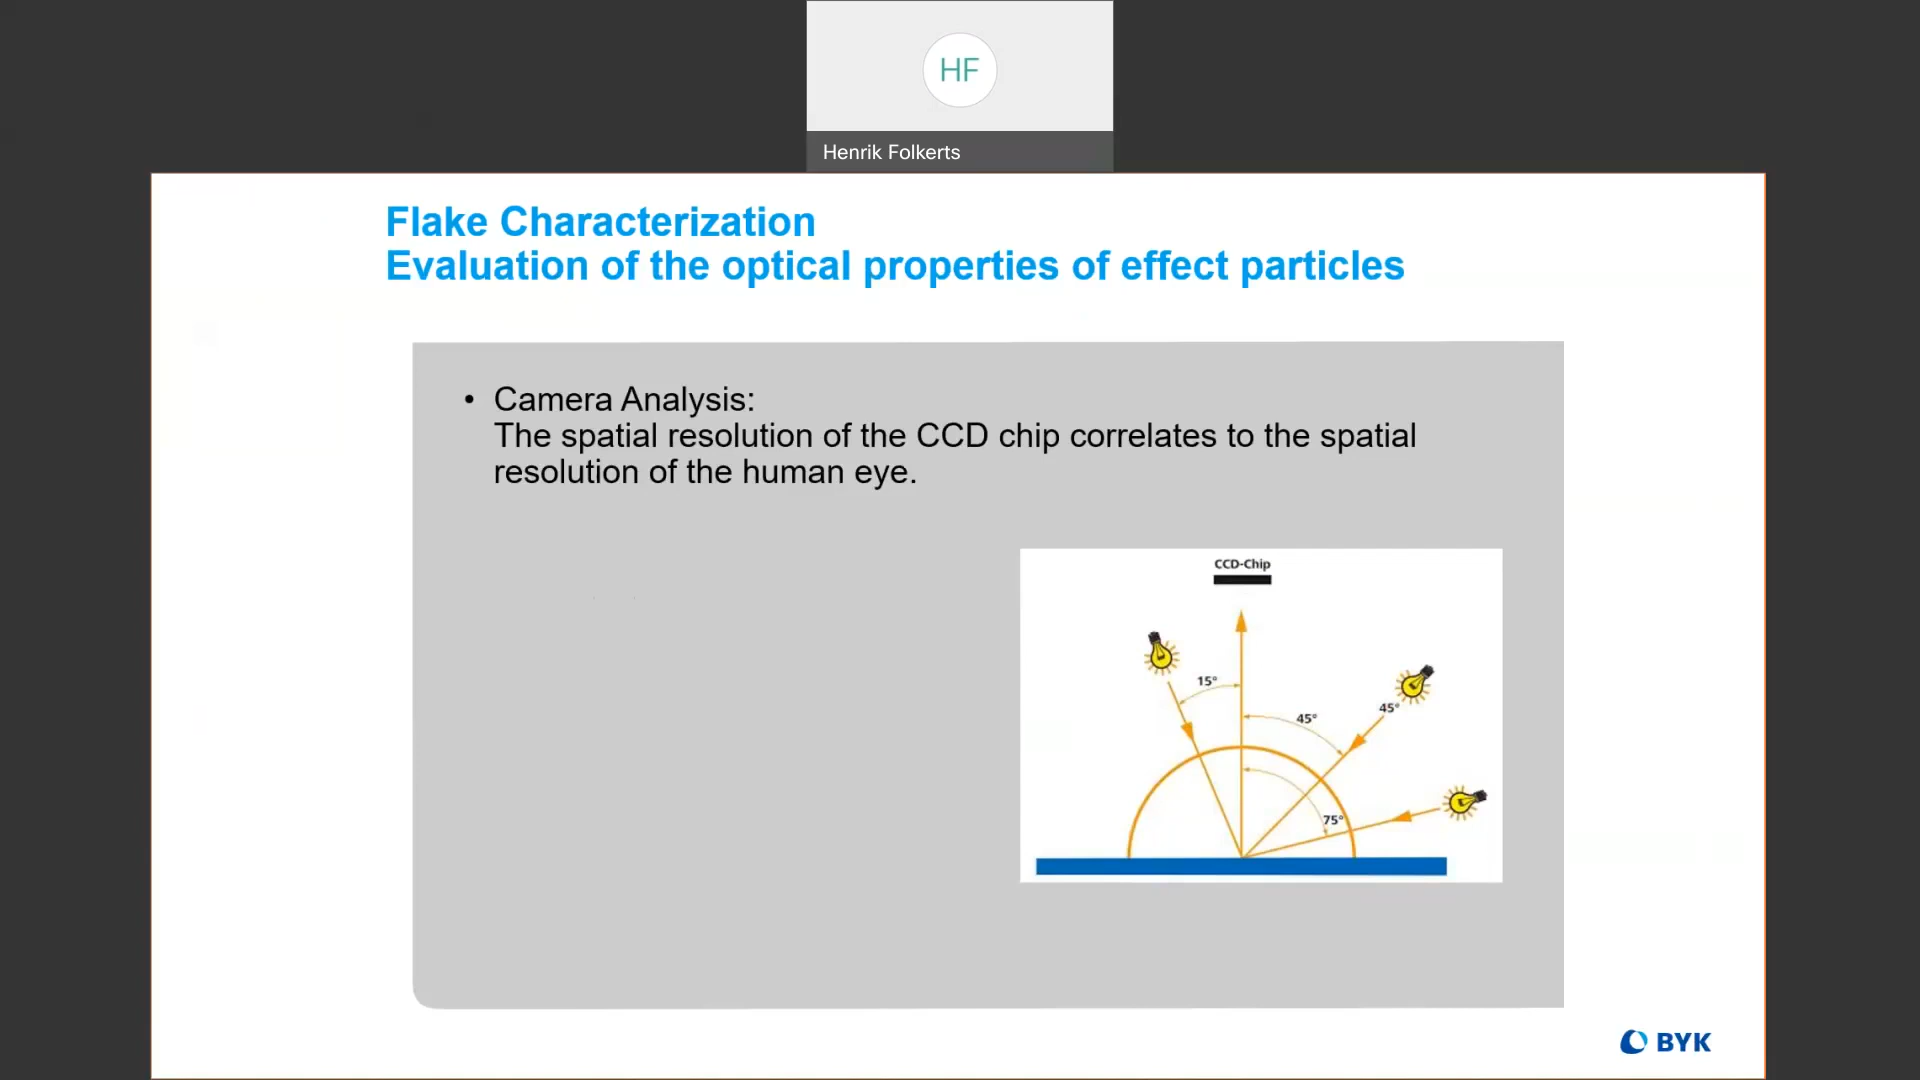 HF
Henrik Folkerts
Flake Characterization
Evaluation of the optical properties of effect particles
• Camera Analysis:
The spatial resolution of the CCD chip correlates to the spatial
resolution of the human eye.
CCD-Chip
15°
45°
45°
75°
BYK